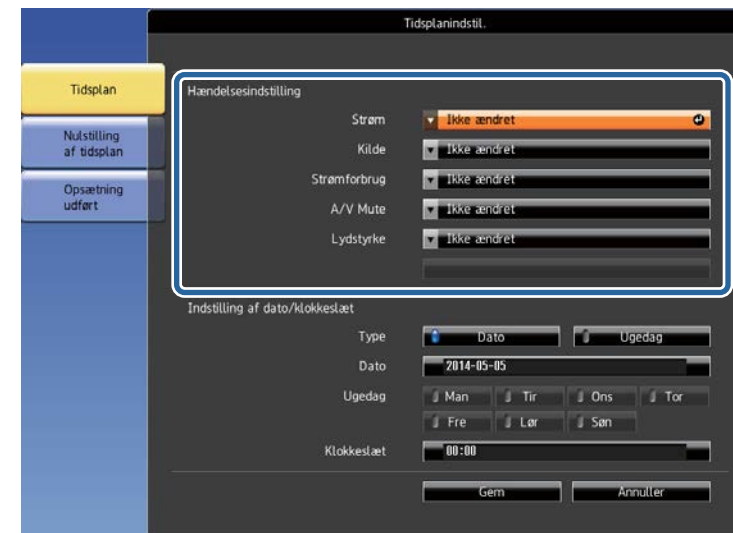 Tidsplanindstil.
Tidsplan
Nulstilling
af tidsplan
Opsætning
udført
Hændelsesindstilling
Strøm Ikke ændret
Kilde Ikke ændret
Strømforbrug Ikke ændret
A/V Mute Ikke ændret
Lydstyrke Ikke ændret
Indstilling af dato/klokkeslæt
Type Dato Ugedag
Dato 2014-05-05
Ugedag Man Tir Ons Tor
Fre Lør Søn
Klokkeslæt 00:00
Gem Annuller